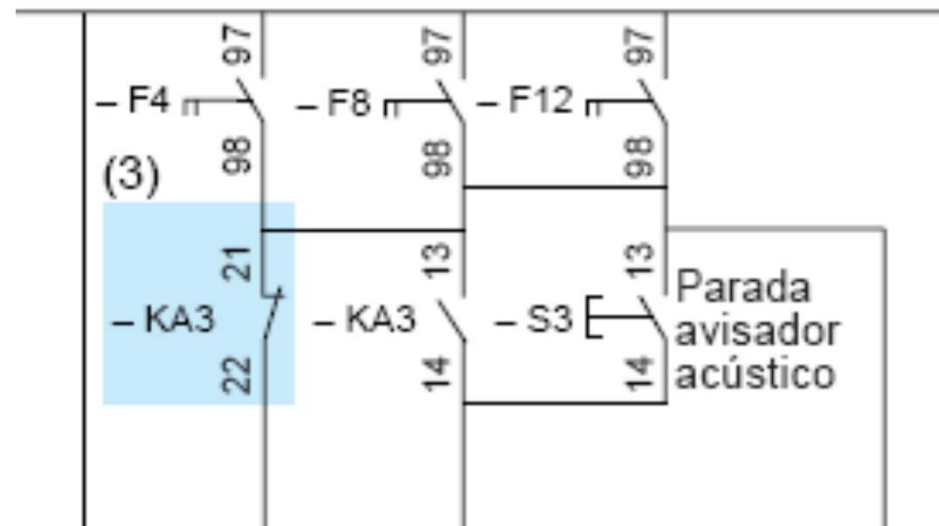 97
97
97
– F4
– F8
– F12
98
98
98
(3)
21
13
13
– KA3
– KA3
– S3
22
14
14
Parada
avisador
acústico